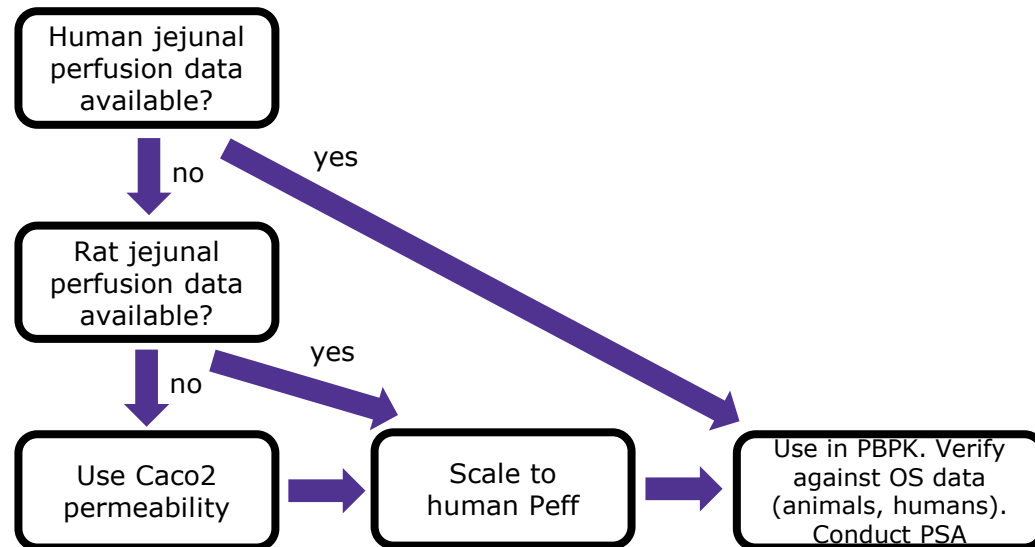 Human jejunal
perfusion data
available?
yes
no
Rat jejunal
perfusion data
available?
yes
no
Use Caco2
permeability
Scale to
human Peff
Use in PBPK. Verify
against OS data
(animals, humans).
Conduct PSA